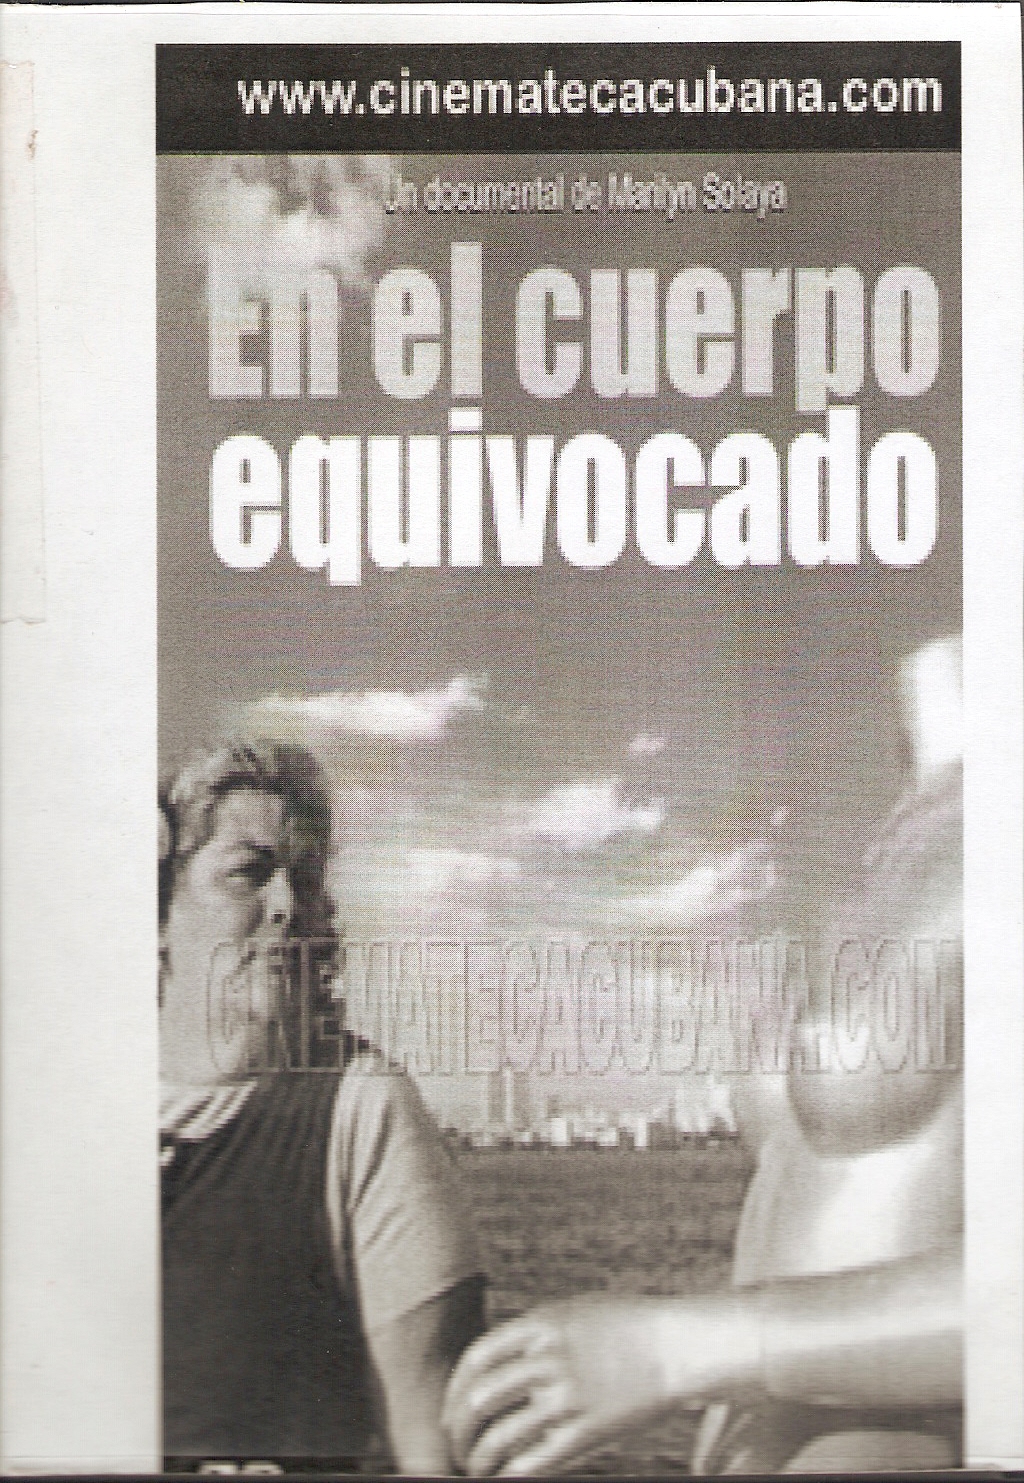 www.cinematecacubana.com
Un documental de Marilyn Solaya
En el cuerpo
equivocado
CINEMATECACUBANA.COM